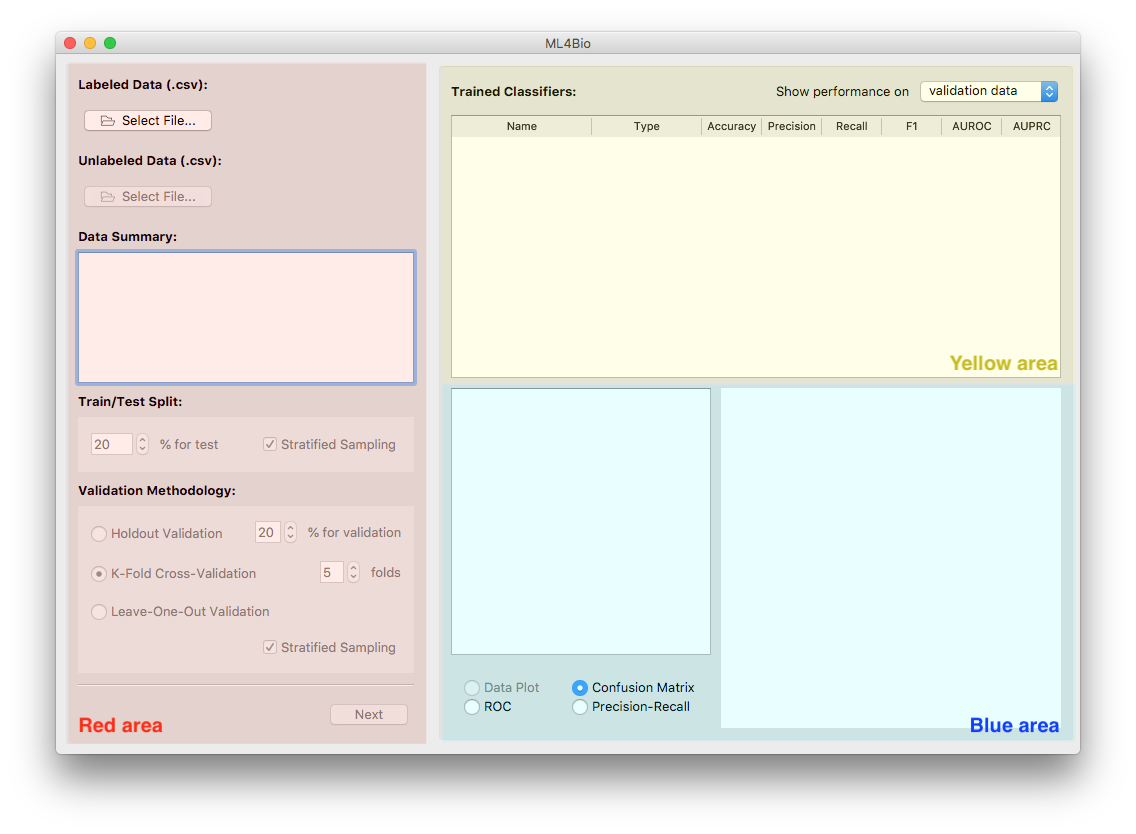 ML4Bio
Labeled Data (.csv):
Select File...
Unlabeled Data (.csv):
Select File...
Data Summary:
Train/Test Split:
20 % for test Stratified Sampling
Validation Methodology:
Holdout Validation 20 % for validation
K-Fold Cross-Validation 5 folds
Leave-One-Out Validation
Stratified Sampling
Red area Next
Trained Classifiers: Show performance on validation data
Name Type Accuracy Precision Recall F1 AUROC AUPRC
Yellow area
Data Plot Confusion Matrix
ROC Precision-Recall
Blue area